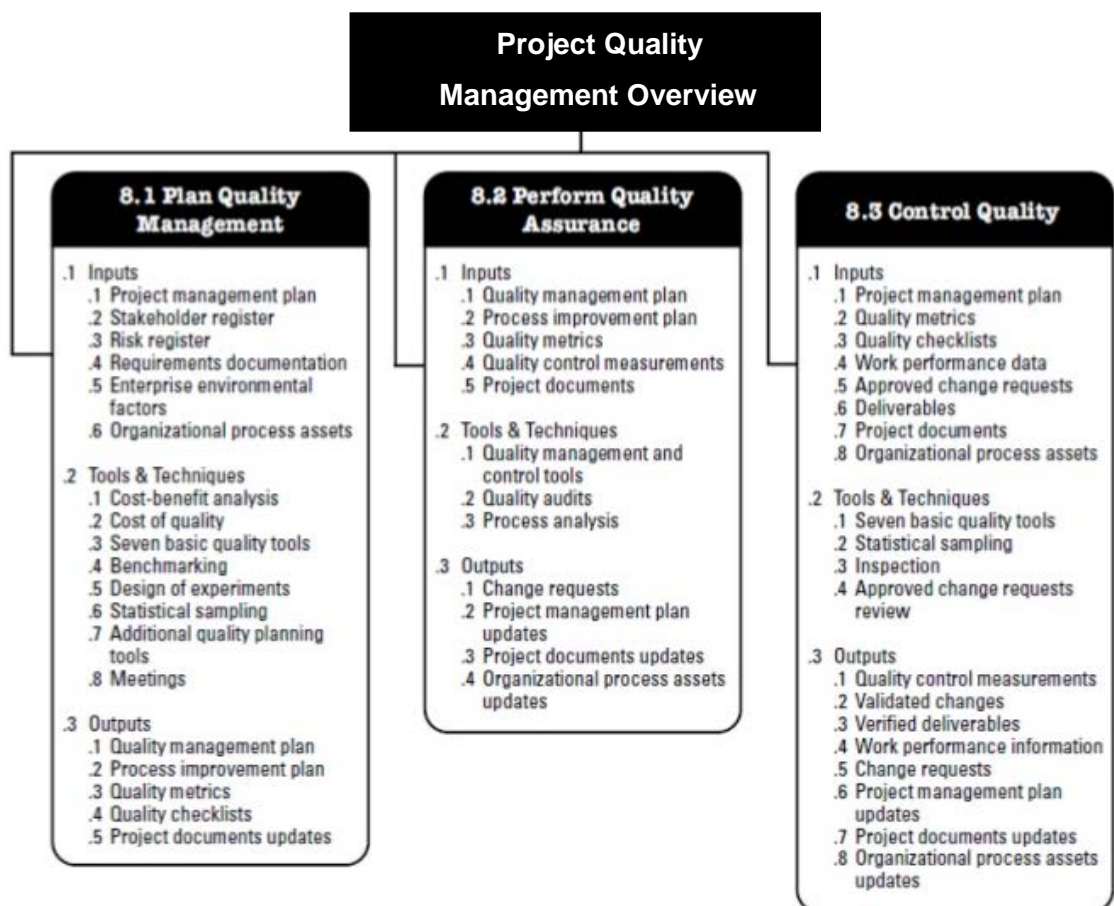 Project Quality
Management Overview
8.1 Plan Quality
Management
.1 Inputs
.1 Project management plan
.2 Stakeholder register
.3 Risk register
.4 Requirements documentation
.5 Enterprise environmental
factors
.6 Organizational process assets
.2 Tools & Techniques
.1 Cost-benefit analysis
.2 Cost of quality
.3 Seven basic quality tools
.4 Benchmarking
.5 Design of experiments
.6 Statistical sampling
.7 Additional quality planning
tools
.8 Meetings
.3 Outputs
.1 Quality management plan
.2 Process improvement plan
.3 Quality metrics
.4 Quality checklists
.5 Project documents updates
8.2 Perform Quality
Assurance
.1 Inputs
.1 Quality management plan
.2 Process improvement plan
.3 Quality metrics
.4 Quality control measurements
.5 Project documents
.2 Tools & Techniques
.1 Quality management and
control tools
.2 Quality audits
.3 Process analysis
.3 Outputs
.1 Change requests
.2 Project management plan
updates
.3 Project documents updates
.4 Organizational process assets
updates
8.3 Control Quality
.1 Inputs
.1 Project management plan
.2 Quality metrics
.3 Quality checklists
.4 Work performance data
.5 Approved change requests
.6 Deliverables
.7 Project documents
.8 Organizational process assets
.2 Tools & Techniques
.1 Seven basic quality tools
.2 Statistical sampling
.3 Inspection
.4 Approved change requests
review
.3 Outputs
.1 Quality control measurements
.2 Validated changes
.3 Verified deliverables
.4 Work performance information
.5 Change requests
.6 Project management plan
updates
.7 Project documents updates
.8 Organizational process assets
updates